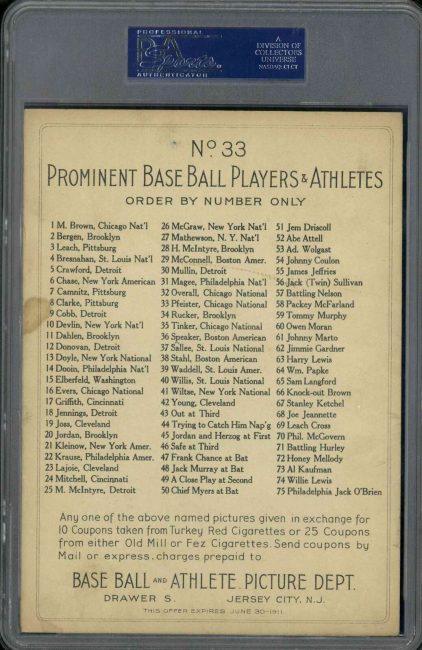 PROFESSIONAL
PSA
Sports
AUTHENTICATOR
A
DIVISION OF
COLLECTORS
UNIVERSE
NASDAQ: CLCT
No. 33
PROMINENT BASE BALL PLAYERS & ATHLETES
ORDER BY NUMBER ONLY
1 M. Brown, Chicago Nat'l
2 Bergen, Brooklyn
3 Leach, Pittsburg
4 Bresnahan, St. Louis Nat'l
5 Crawford, Detroit
6 Chase, New York American
7 Camnitz, Pittsburg
8 Clarke, Pittsburg
9 Cobb, Detroit
10 Devlin, New York Nat'l
11 Dahlen, Brooklyn
12 Donovan, Detroit
13 Doyle, New York National
14 Dooin, Philadelphia Nat'l
15 Elberfeld, Washington
16 Evers, Chicago National
17 Griffith, Cincinnati
18 Jennings, Detroit
19 Joss, Cleveland
20 Jordan, Brooklyn
21 Kleinow, New York Amer.
22 Krause, Philadelphia Amer.
23 Lajoie, Cleveland
24 Mitchell, Cincinnati
25 M. McIntyre, Detroit
26 McGraw, New York Nat'l
27 Mathewson, N. Y. Nat'l
28 H. McIntyre, Brooklyn
29 McConnell, Boston Amer.
30 Mullin, Detroit
31 Magee, Philadelphia Nat'l
32 Overall, Chicago National
33 Pfeister, Chicago National
34 Rucker, Brooklyn
35 Tinker, Chicago National
36 Speaker, Boston American
37 Sallee, St. Louis National
38 Stahl, Boston American
39 Waddell, St. Louis Amer.
40 Willis, St. Louis National
41 Wiltse, New York National
42 Young, Cleveland
43 Out at Third
44 Trying to Catch Him Nap'g
45 Jordan and Herzog at First
46 Safe at Third
47 Frank Chance at Bat
48 Jack Murray at Bat
49 A Close Play at Second
50 Chief Myers at Bat
51 Jem Driscoll
52 Abe Attell
53 Ad. Wolgast
54 Johnny Coulon
55 James Jeffries
56 Jack (Twin) Sullivan
57 Battling Nelson
58 Packey McFarland
59 Tommy Murphy
60 Owen Moran
61 Johnny Marto
62 Jimmie Gardner
63 Harry Lewis
64 Wm. Papke
65 Sam Langford
66 Knock-out Brown
67 Stanley Ketchel
68 Joe Jeannette
69 Leach Cross
70 Phil. McGovern
71 Battling Hurley
72 Honey Mellody
73 Al Kaufman
74 Willie Lewis
75 Philadelphia Jack O'Brien
Any one of the above named pictures given in exchange for
10 Coupons taken from Turkey Red Cigarettes or 25 Coupons
from either Old Mill or Fez Cigarettes. Send coupons by
Mail or express, charges prepaid to
BASE BALL AND ATHLETE PICTURE DEPT.
DRAWER S. JERSEY CITY, N.J.
THIS OFFER EXPIRES JUNE 30-1911.